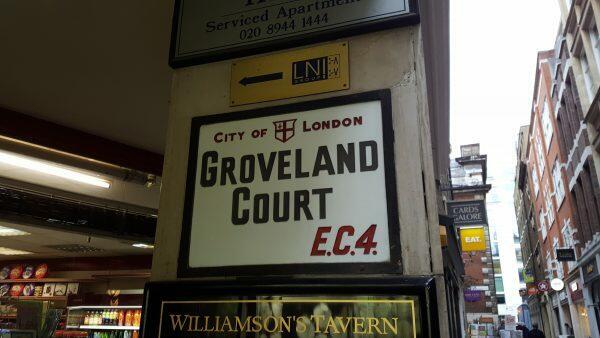 Serviced Apartments
020 8944 1444
LNI
CITY OF LONDON
GROVELAND
COURT
E.C.4.
WILLIAMSON'S TAVERN
CARDS
GALORE
EAT.